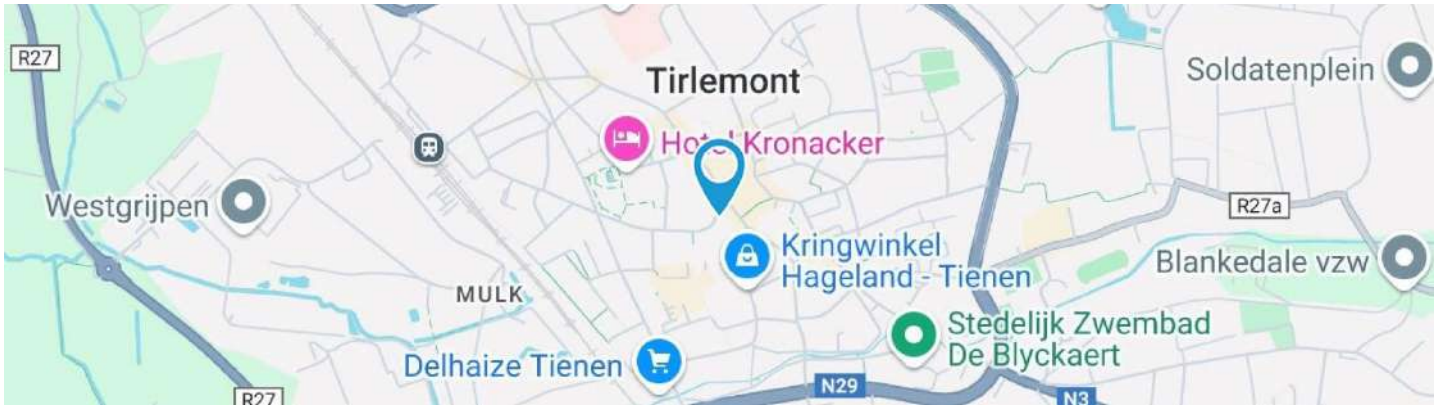 R27
Tirlemont
Soldatenplein
Hotel Kronacker
Westgrijpen
R27a
Kringwinkel
Hageland - Tienen
Blankedale vzw
MULK
Stedelijk Zwembad
De Blyckaert
Delhaize Tienen
N29
R27
N3